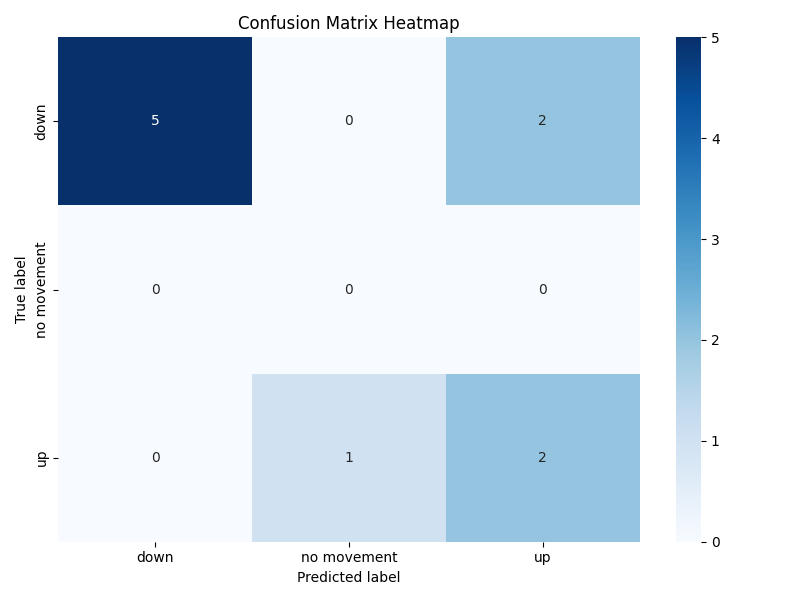 Confusion Matrix Heatmap
True label
down
no movement
up
5 0 2
0 0 0
0 1 2
down no movement up
Predicted label
5
4
3
2
1
0